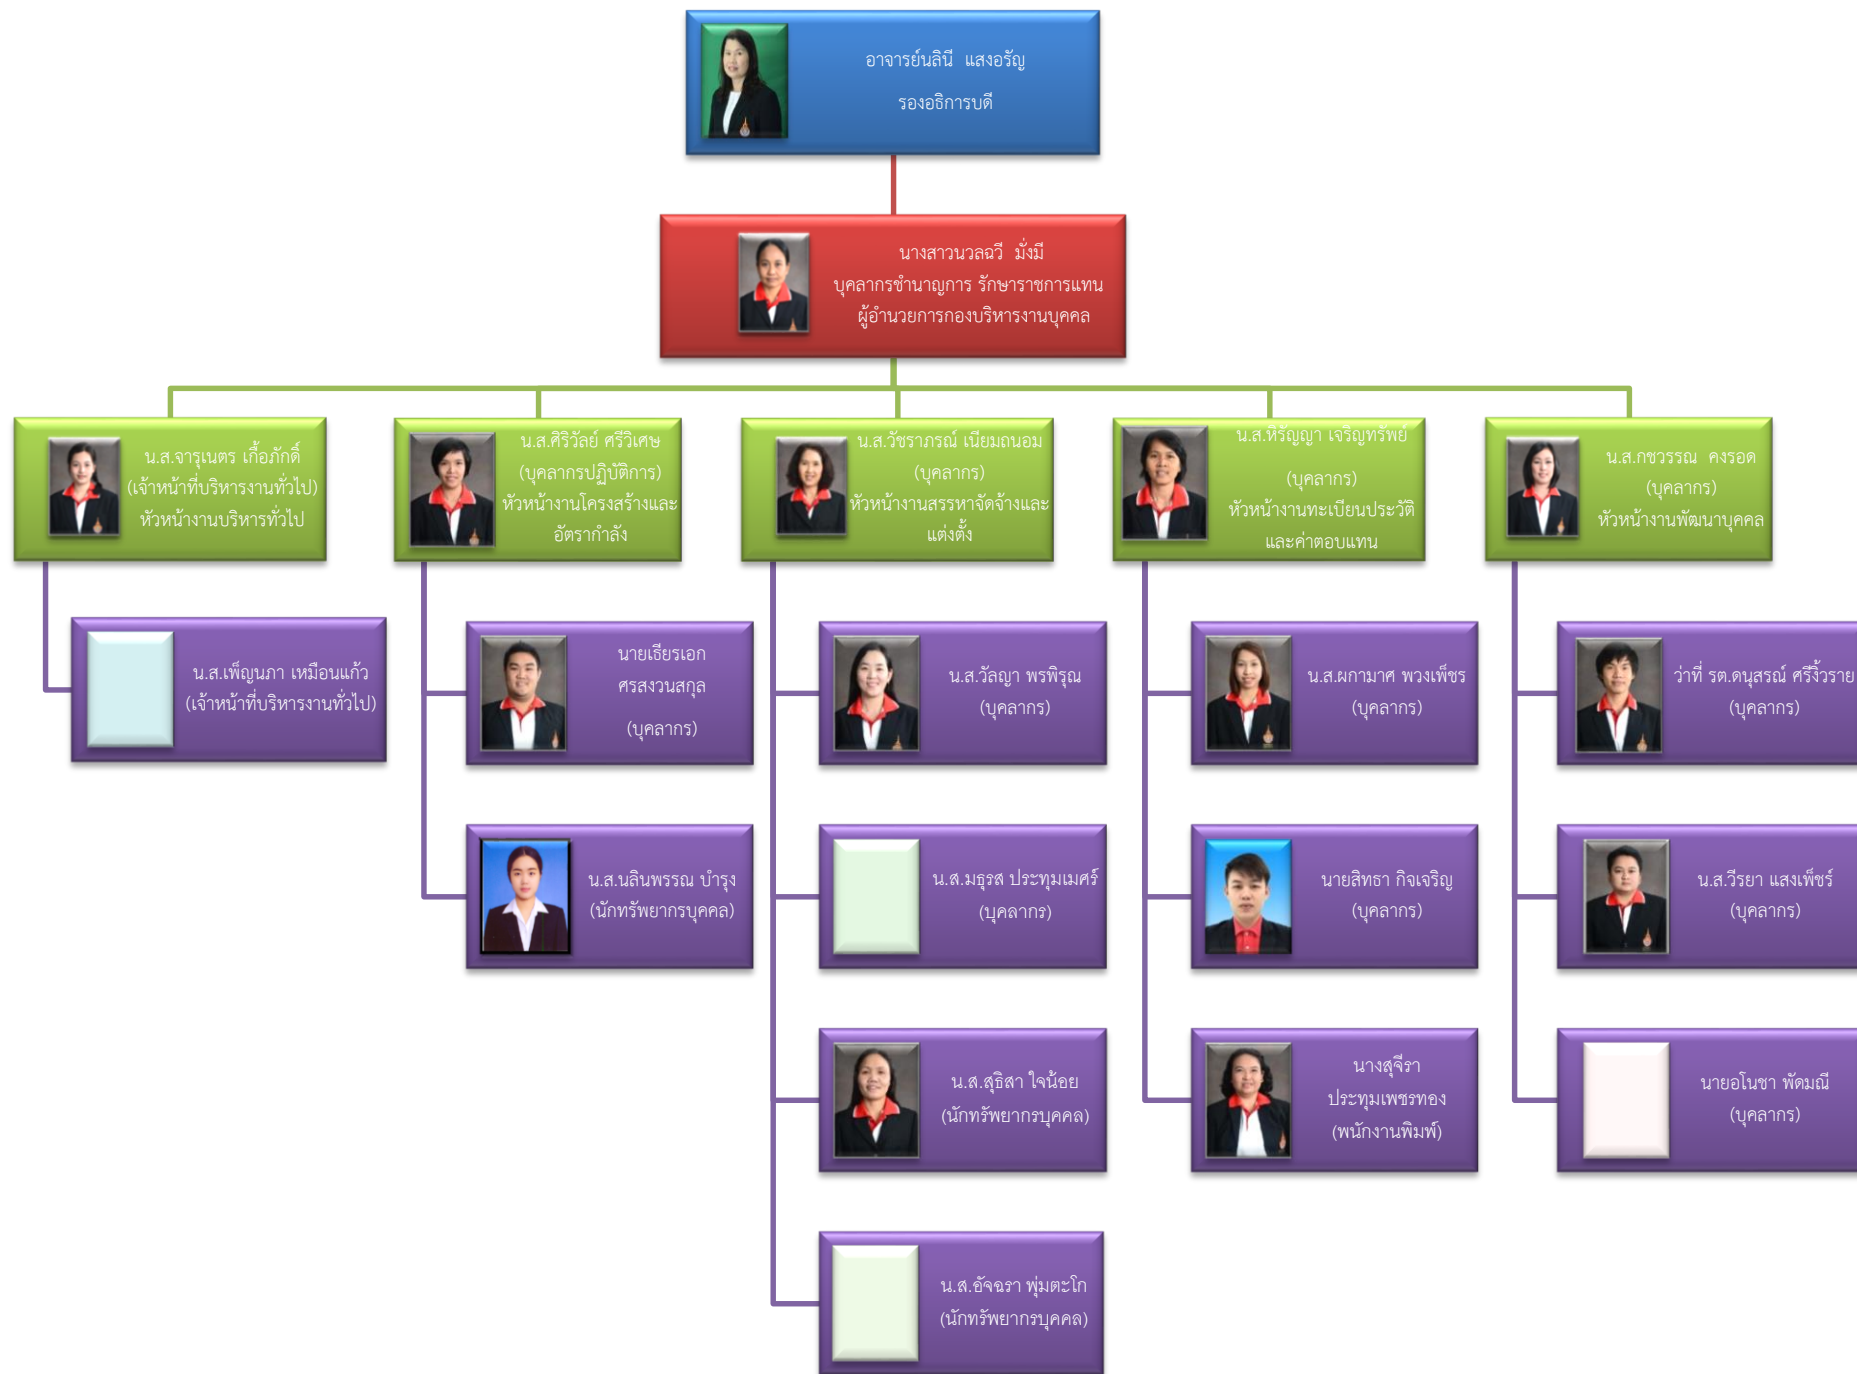 อาจารย์นลินี แสงอรัญ
รองอธิการบดี
นางสาวนวลฉวี มั่งมี
บุคลากรชำนาญการ รักษาราชการแทน
ผู้อำนวยการกองบริหารงานบุคคล
น.ส.จารุเนตร เกื้อภักดิ์
(เจ้าหน้าที่บริหารงานทั่วไป)
หัวหน้างานบริหารทั่วไป
น.ส.ศิริวัลย์ ศรีวิเศษ
(บุคลากรปฏิบัติการ)
หัวหน้างานโครงสร้างและ
อัตรากำลัง
น.ส.วัชราภรณ์ เนียมถนอม
(บุคลากร)
หัวหน้างานสรรหาจัดจ้างและ
แต่งตั้ง
น.ส.หิรัญญา เจริญทรัพย์
(บุคลากร)
หัวหน้างานทะเบียนประวัติ
และค่าตอบแทน
น.ส.กชวรรณ คงรอด
(บุคลากร)
หัวหน้างานพัฒนาบุคคล
น.ส.เพ็ญนภา เหมือนแก้ว
(เจ้าหน้าที่บริหารงานทั่วไป)
นายเธียรเอก
ศรสงวนสกุล
(บุคลากร)
น.ส.วัลญา พรพิรุณ
(บุคลากร)
น.ส.ผกามาศ พวงเพ็ชร
(บุคลากร)
ว่าที่ รต.ดนุสรณ์ ศรีงิ้วราย
(บุคลากร)
น.ส.นลินพรรณ บำรุง
(นักทรัพยากรบุคคล)
น.ส.มธุรส ประทุมเมศร์
(บุคลากร)
นายสิทธา กิจเจริญ
(บุคลากร)
น.ส.วีรยา แสงเพ็ชร์
(บุคลากร)
น.ส.สุธิสา ใจน้อย
(นักทรัพยากรบุคคล)
นางสุจีรา
ประทุมเพชรทอง
(พนักงานพิมพ์)
นายอโนชา พัดมณี
(บุคลากร)
น.ส.อัจฉรา พุ่มตะโก
(นักทรัพยากรบุคคล)